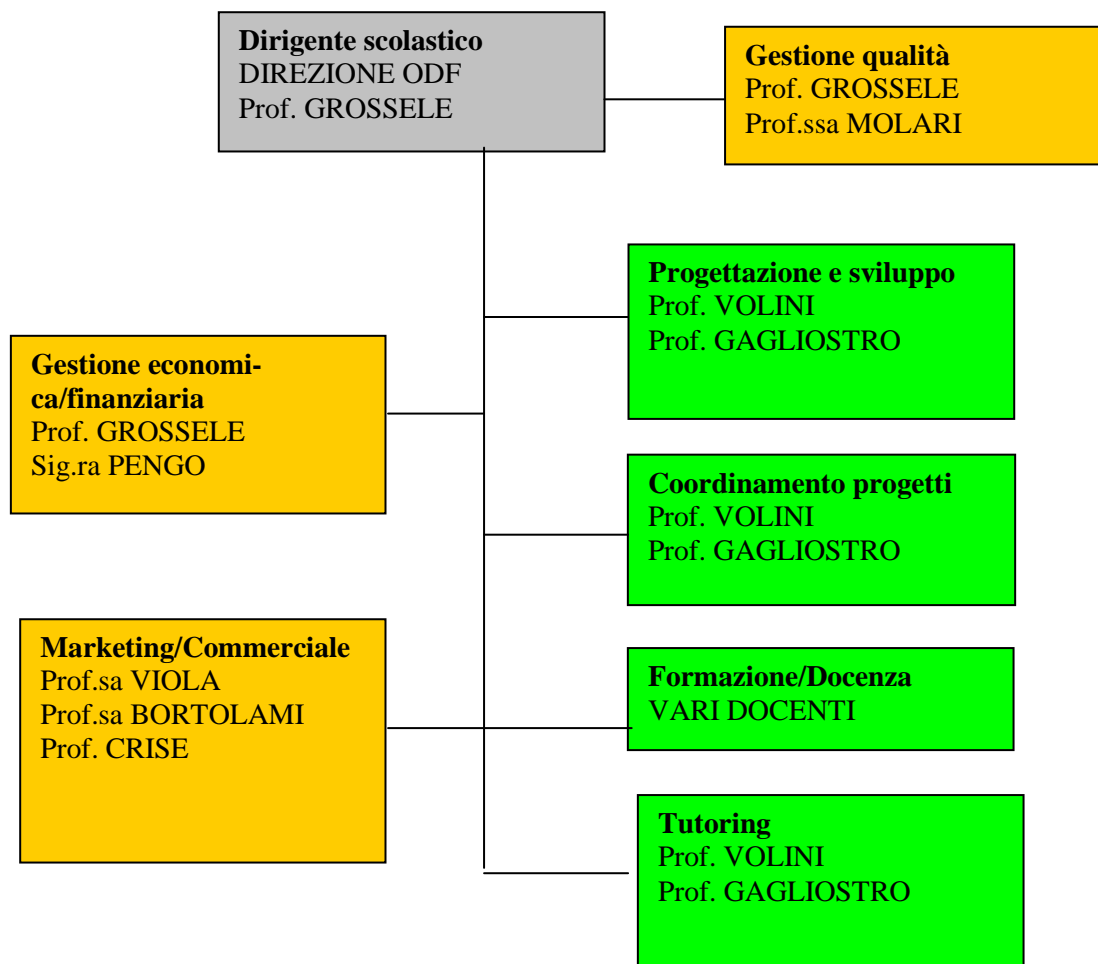 Dirigente scolastico
DIREZIONE ODF
Prof. GROSSELE
Gestione qualità
Prof. GROSSELE
Prof.ssa MOLARI
Progettazione e sviluppo
Prof. VOLINI
Prof. GAGLIOSTRO
Gestione economi-
ca/finanziaria
Prof. GROSSELE
Sig.ra PENGO
Coordinamento progetti
Prof. VOLINI
Prof. GAGLIOSTRO
Marketing/Commerciale
Prof.sa VIOLA
Prof.sa BORTOLAMI
Prof. CRISE
Formazione/Docenza
VARI DOCENTI
Tutoring
Prof. VOLINI
Prof. GAGLIOSTRO